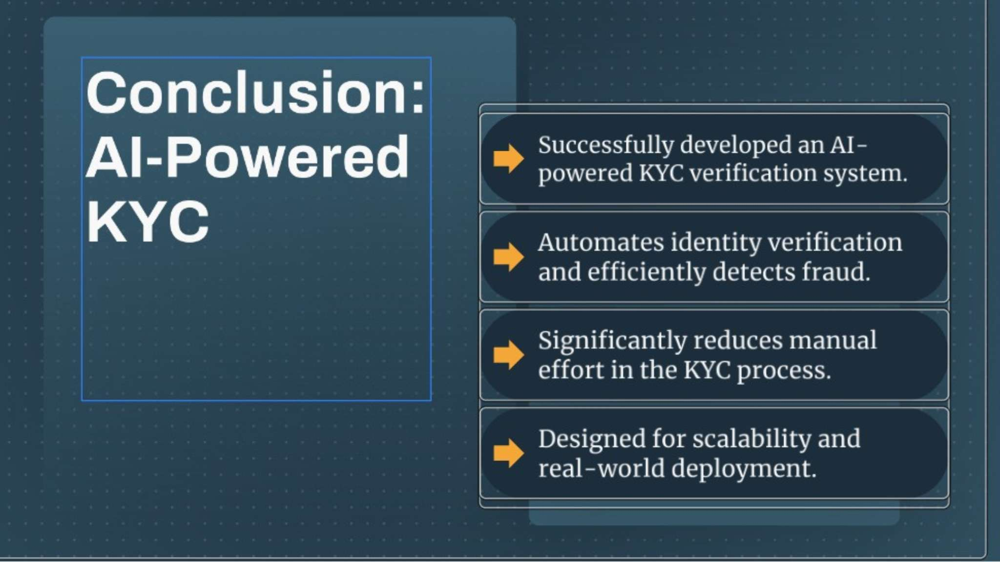 Conclusion:
AI-Powered
KYC
Successfully developed an AI-
powered KYC verification system.
Automates identity verification
and efficiently detects fraud.
Significantly reduces manual
effort in the KYC process.
Designed for scalability and
real-world deployment.